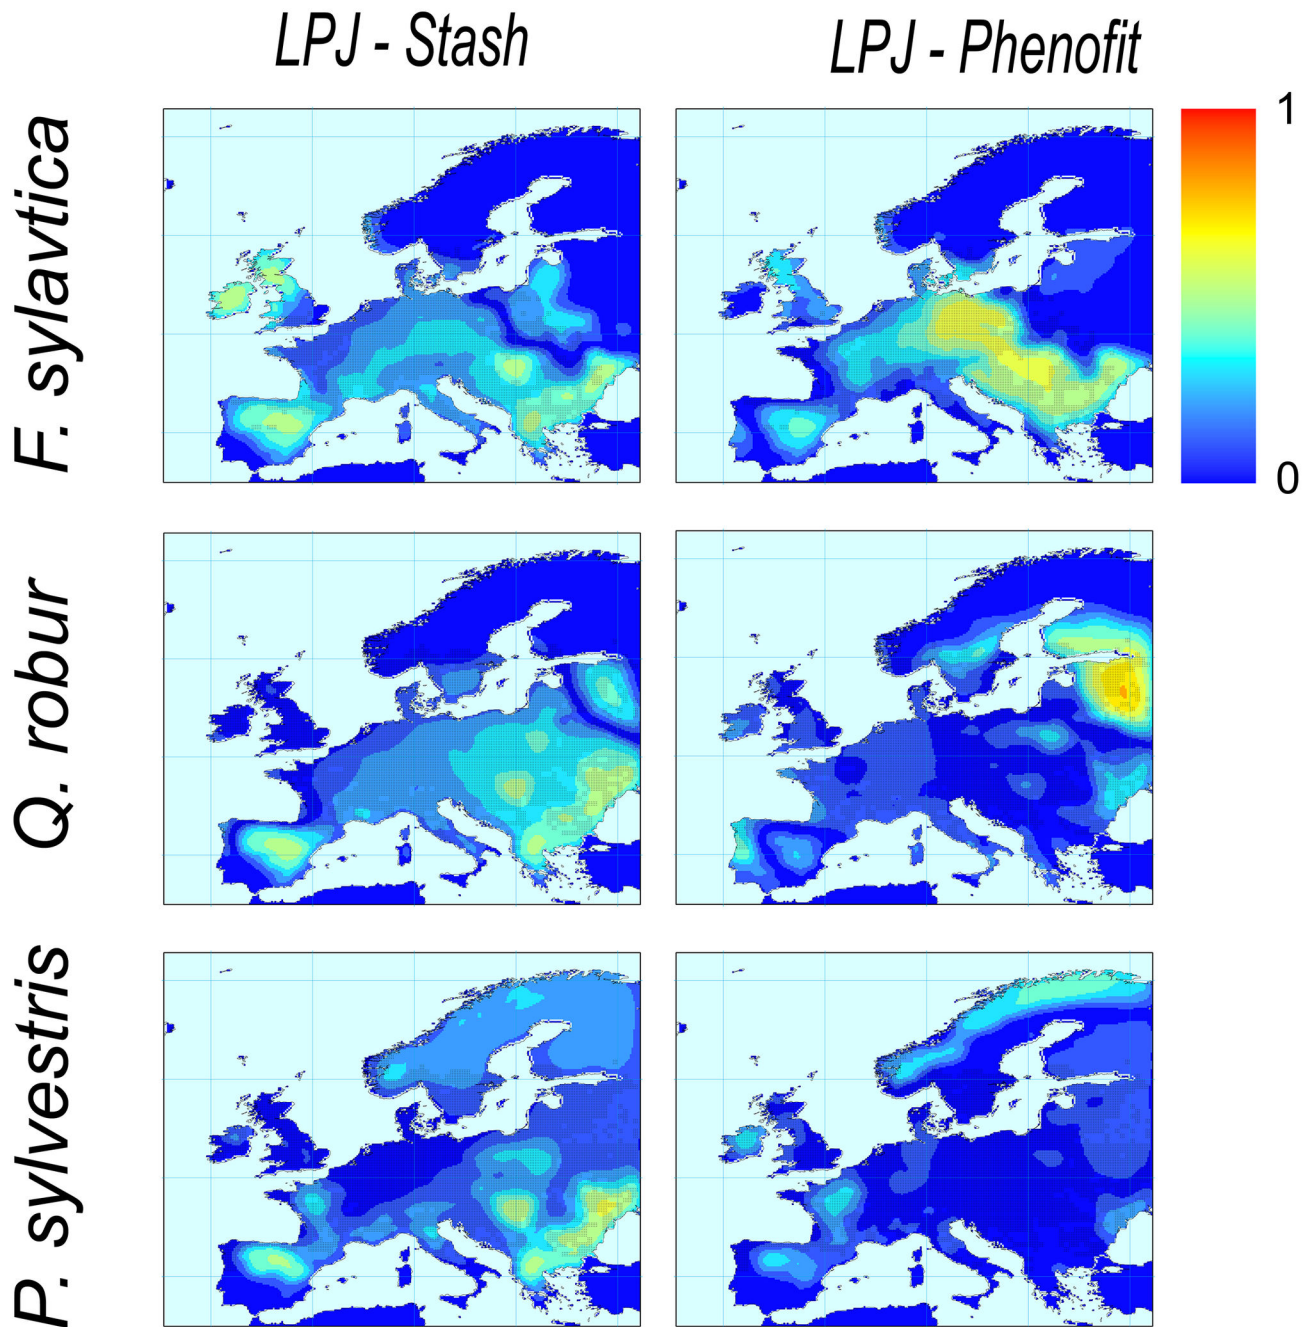 LPJ - Stash
LPJ - Phenofit
F. sylavtica
1
0
Q. robur
P. sylvestris